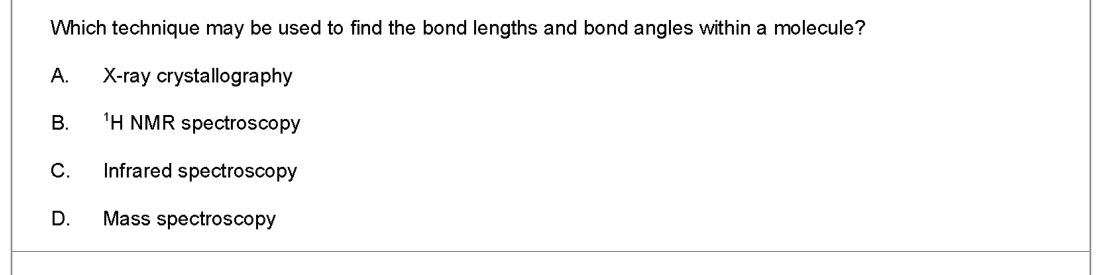 Which technique may be used to find the bond lengths and bond angles within a molecule?
A. X-ray crystallography
B. ¹H NMR spectroscopy
C. Infrared spectroscopy
D. Mass spectroscopy